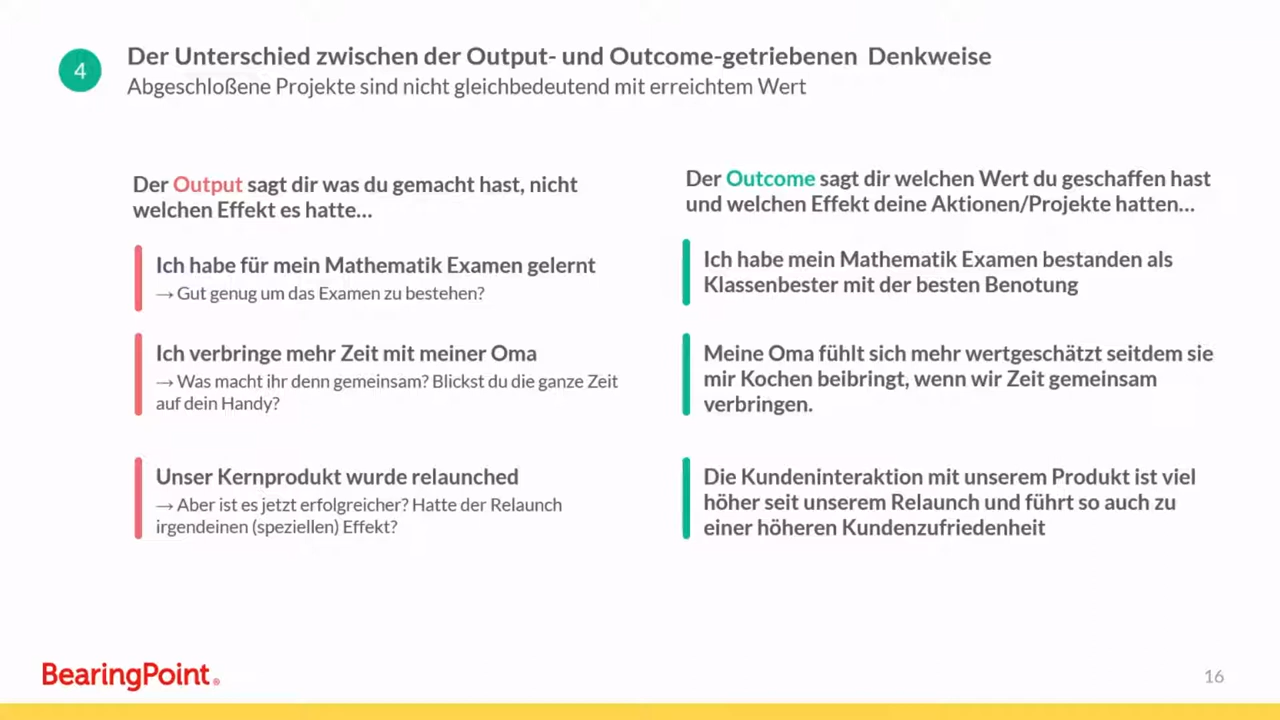 4
Der Unterschied zwischen der Output- und Outcome-getriebenen Denkweise
Abgeschloßene Projekte sind nicht gleichbedeutend mit erreichtem Wert
Der Output sagt dir was du gemacht hast, nicht
welchen Effekt es hatte...
Ich habe für mein Mathematik Examen gelernt
→ Gut genug um das Examen zu bestehen?
Ich verbringe mehr Zeit mit meiner Oma
→ Was macht ihr denn gemeinsam? Blickst du die ganze Zeit
auf dein Handy?
Unser Kernprodukt wurde relaunched
→ Aber ist es jetzt erfolgreicher? Hatte der Relaunch
irgendeinen (speziellen) Effekt?
Der Outcome sagt dir welchen Wert du geschaffen hast
und welchen Effekt deine Aktionen/Projekte hatten...
Ich habe mein Mathematik Examen bestanden als
Klassenbester mit der besten Benotung
Meine Oma fühlt sich mehr wertgeschätzt seitdem sie
mir Kochen beibringt, wenn wir Zeit gemeinsam
verbringen.
Die Kundeninteraktion mit unserem Produkt ist viel
höher seit unserem Relaunch und führt so auch zu
einer höheren Kundenzufriedenheit
BearingPoint®
16